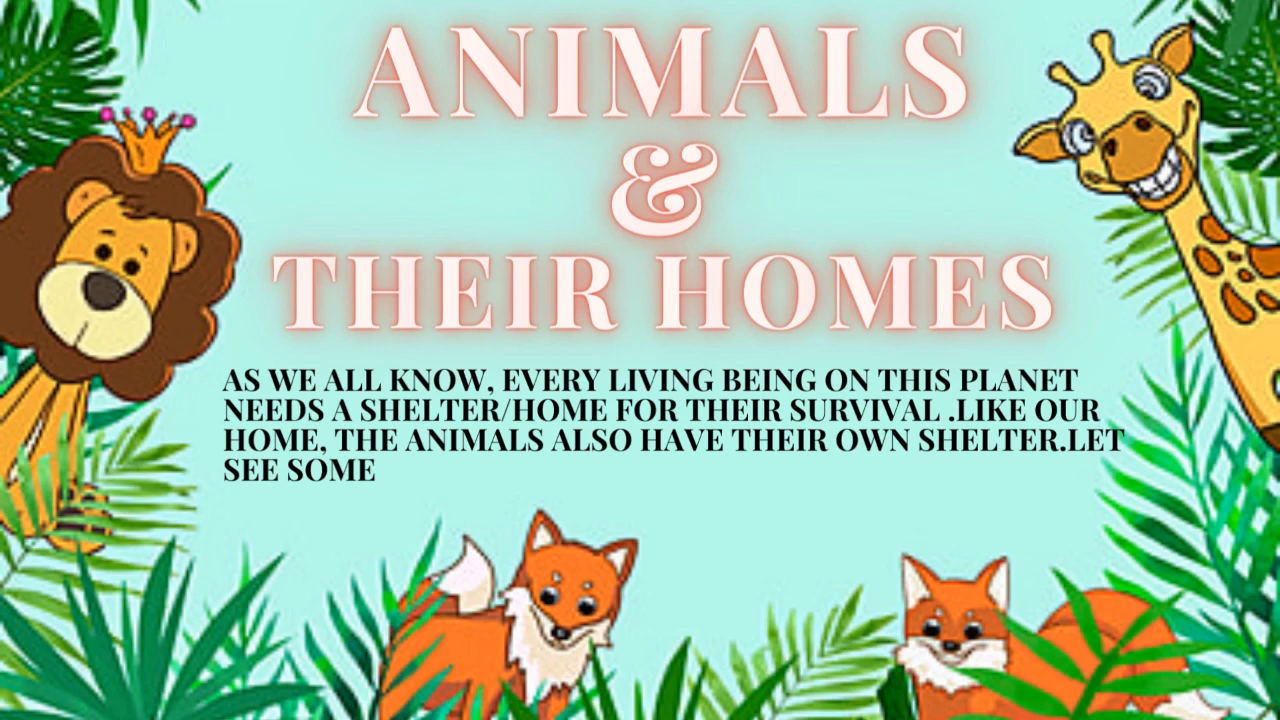 ANIMALS
&
THEIR HOMES
AS WE ALL KNOW, EVERY LIVING BEING ON THIS PLANET
NEEDS A SHELTER/HOME FOR THEIR SURVIVAL .LIKE OUR
HOME, THE ANIMALS ALSO HAVE THEIR OWN SHELTER.LET
SEE SOME